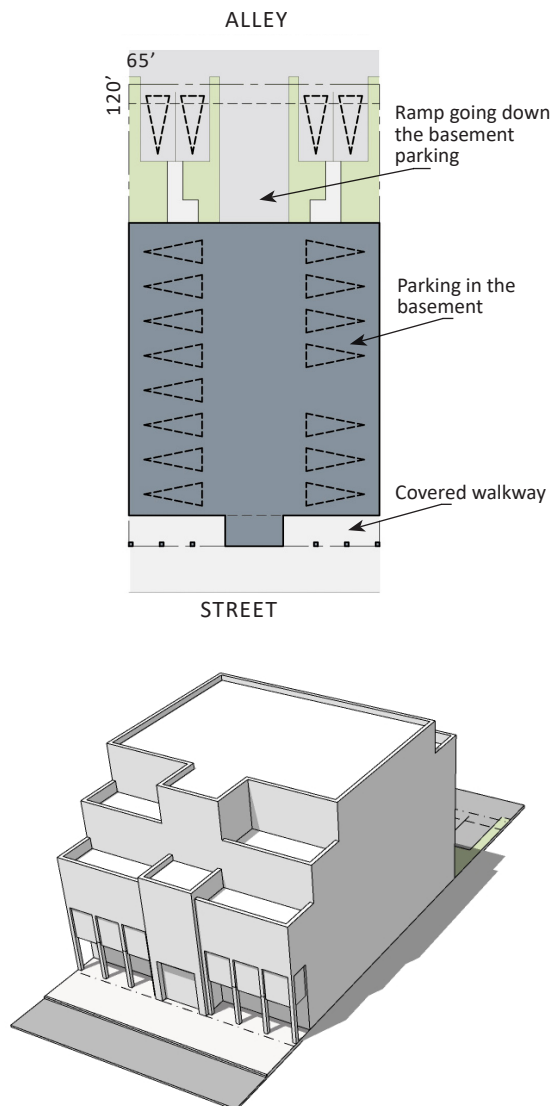 ALLEY
65’
120’
Ramp going down
the basement
parking
Parking in the
basement
Covered walkway
STREET